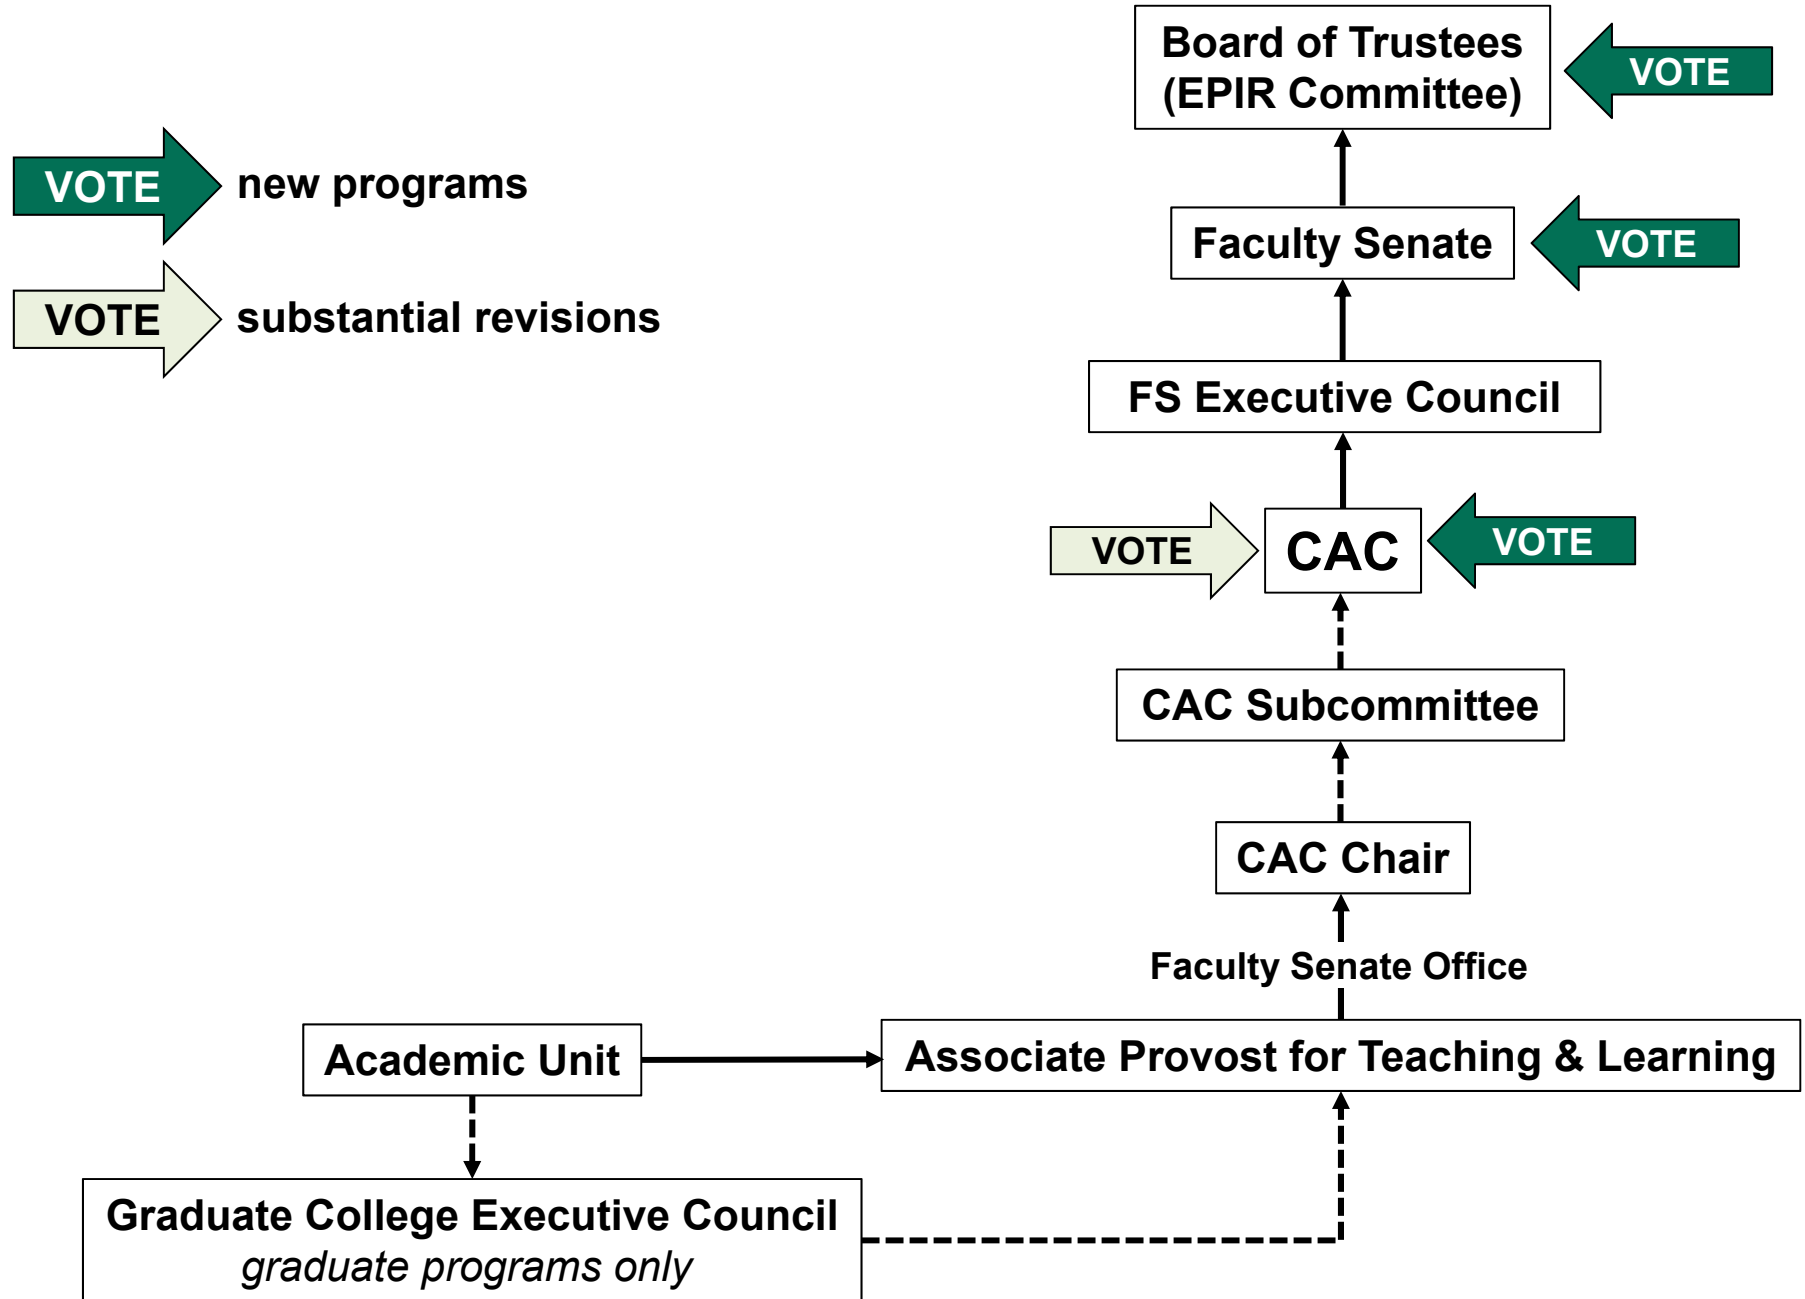 Board of Trustees
(EPIR Committee)
VOTE
VOTE
new programs
Faculty Senate
VOTE
VOTE
substantial revisions
FS Executive Council
VOTE
CAC
VOTE
CAC Subcommittee
CAC Chair
Faculty Senate Office
Academic Unit
Associate Provost for Teaching & Learning
Graduate College Executive Council
graduate programs only